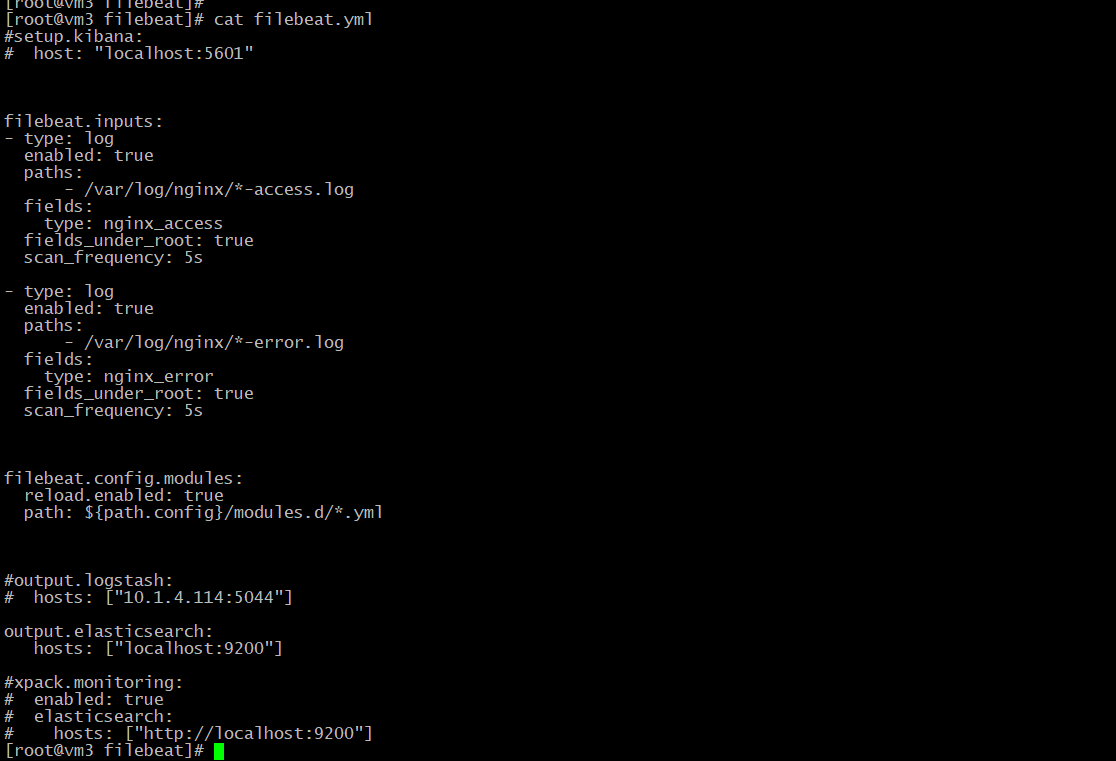 [root@vm3 filebeat]#
[root@vm3 filebeat]# cat filebeat.yml
#setup.kibana:
#  host: "localhost:5601"
filebeat.inputs:
- type: log
  enabled: true
  paths:
      - /var/log/nginx/*-access.log
  fields:
    type: nginx_access
  fields_under_root: true
  scan_frequency: 5s
- type: log
  enabled: true
  paths:
      - /var/log/nginx/*-error.log
  fields:
    type: nginx_error
  fields_under_root: true
  scan_frequency: 5s
filebeat.config.modules:
  reload.enabled: true
  path: ${path.config}/modules.d/*.yml
#output.logstash:
#  hosts: ["10.1.4.114:5044"]
output.elasticsearch:
   hosts: ["localhost:9200"]
#xpack.monitoring:
#  enabled: true
#  elasticsearch:
#    hosts: ["http://localhost:9200"]
[root@vm3 filebeat]#